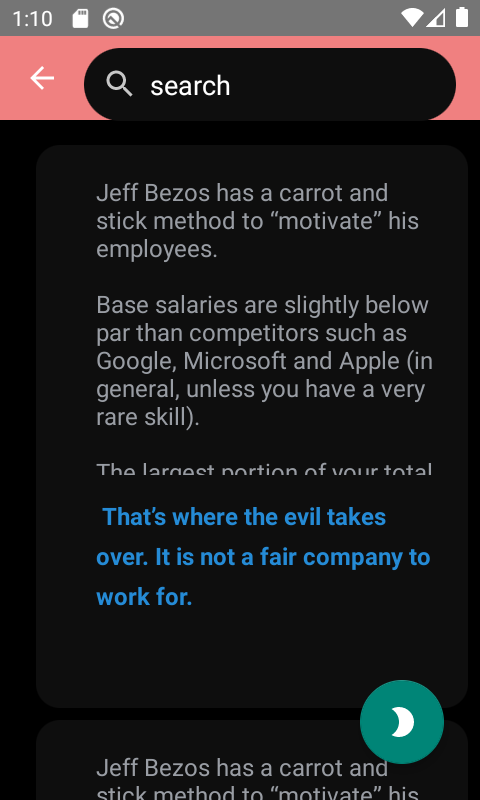 1:10
search
Jeff Bezos has a carrot and
stick method to “motivate” his
employees.
Base salaries are slightly below
par than competitors such as
Google, Microsoft and Apple (in
general, unless you have a very
rare skill).
The largest portion of your total
That’s where the evil takes
over. It is not a fair company to
work for.
Jeff Bezos has a carrot and
stick method to “motivate” his